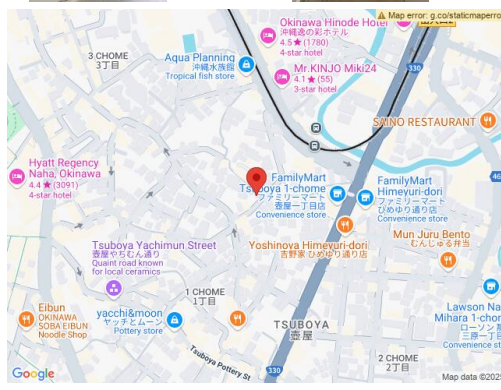 Map error: g.co/staticmaperro
Okinawa Hinode Hotel
沖縄逸の彩ホテル
4.5★(1780)
4-star hotel
3 CHOME
3丁目
Aqua Planning
沖縄水族館
Tropical fish store
Mr.KINJO Miki24
4.1★(55)
3-star hotel
330
SAINO RESTAURANT
Hyatt Regency
Naha, Okinawa
4.4★(3091)
4-star hotel
46
FamilyMart
Tsuboya 1-chome
ファミリーマート
壺屋一丁目店
Convenience store
FamilyMart
Himeyuri-dori
ファミリーマート
ひめゆり通り店
Convenience store
Tsuboya Yachimun Street
壺屋やちむん通り
Quaint road known
for local ceramics
Yoshinova Himeyuri-dori
吉野家 ひめゆり通り店
Mun Juru Bento
むんじゅる弁当
1 CHOME
1丁目
Eibun
OKINAWA
SOBA EIBUN
Noodle Shop
yacchi&moon
ヤッチとムーン
Pottery store
TSUBOYA
壺屋
Lawson Na
Mihara 1-chom
ローソン 那
三原一丁目
Convenience st
Tsuboya Pottery St
2 CHOME
2丁目
330
Google
Map data ©2025